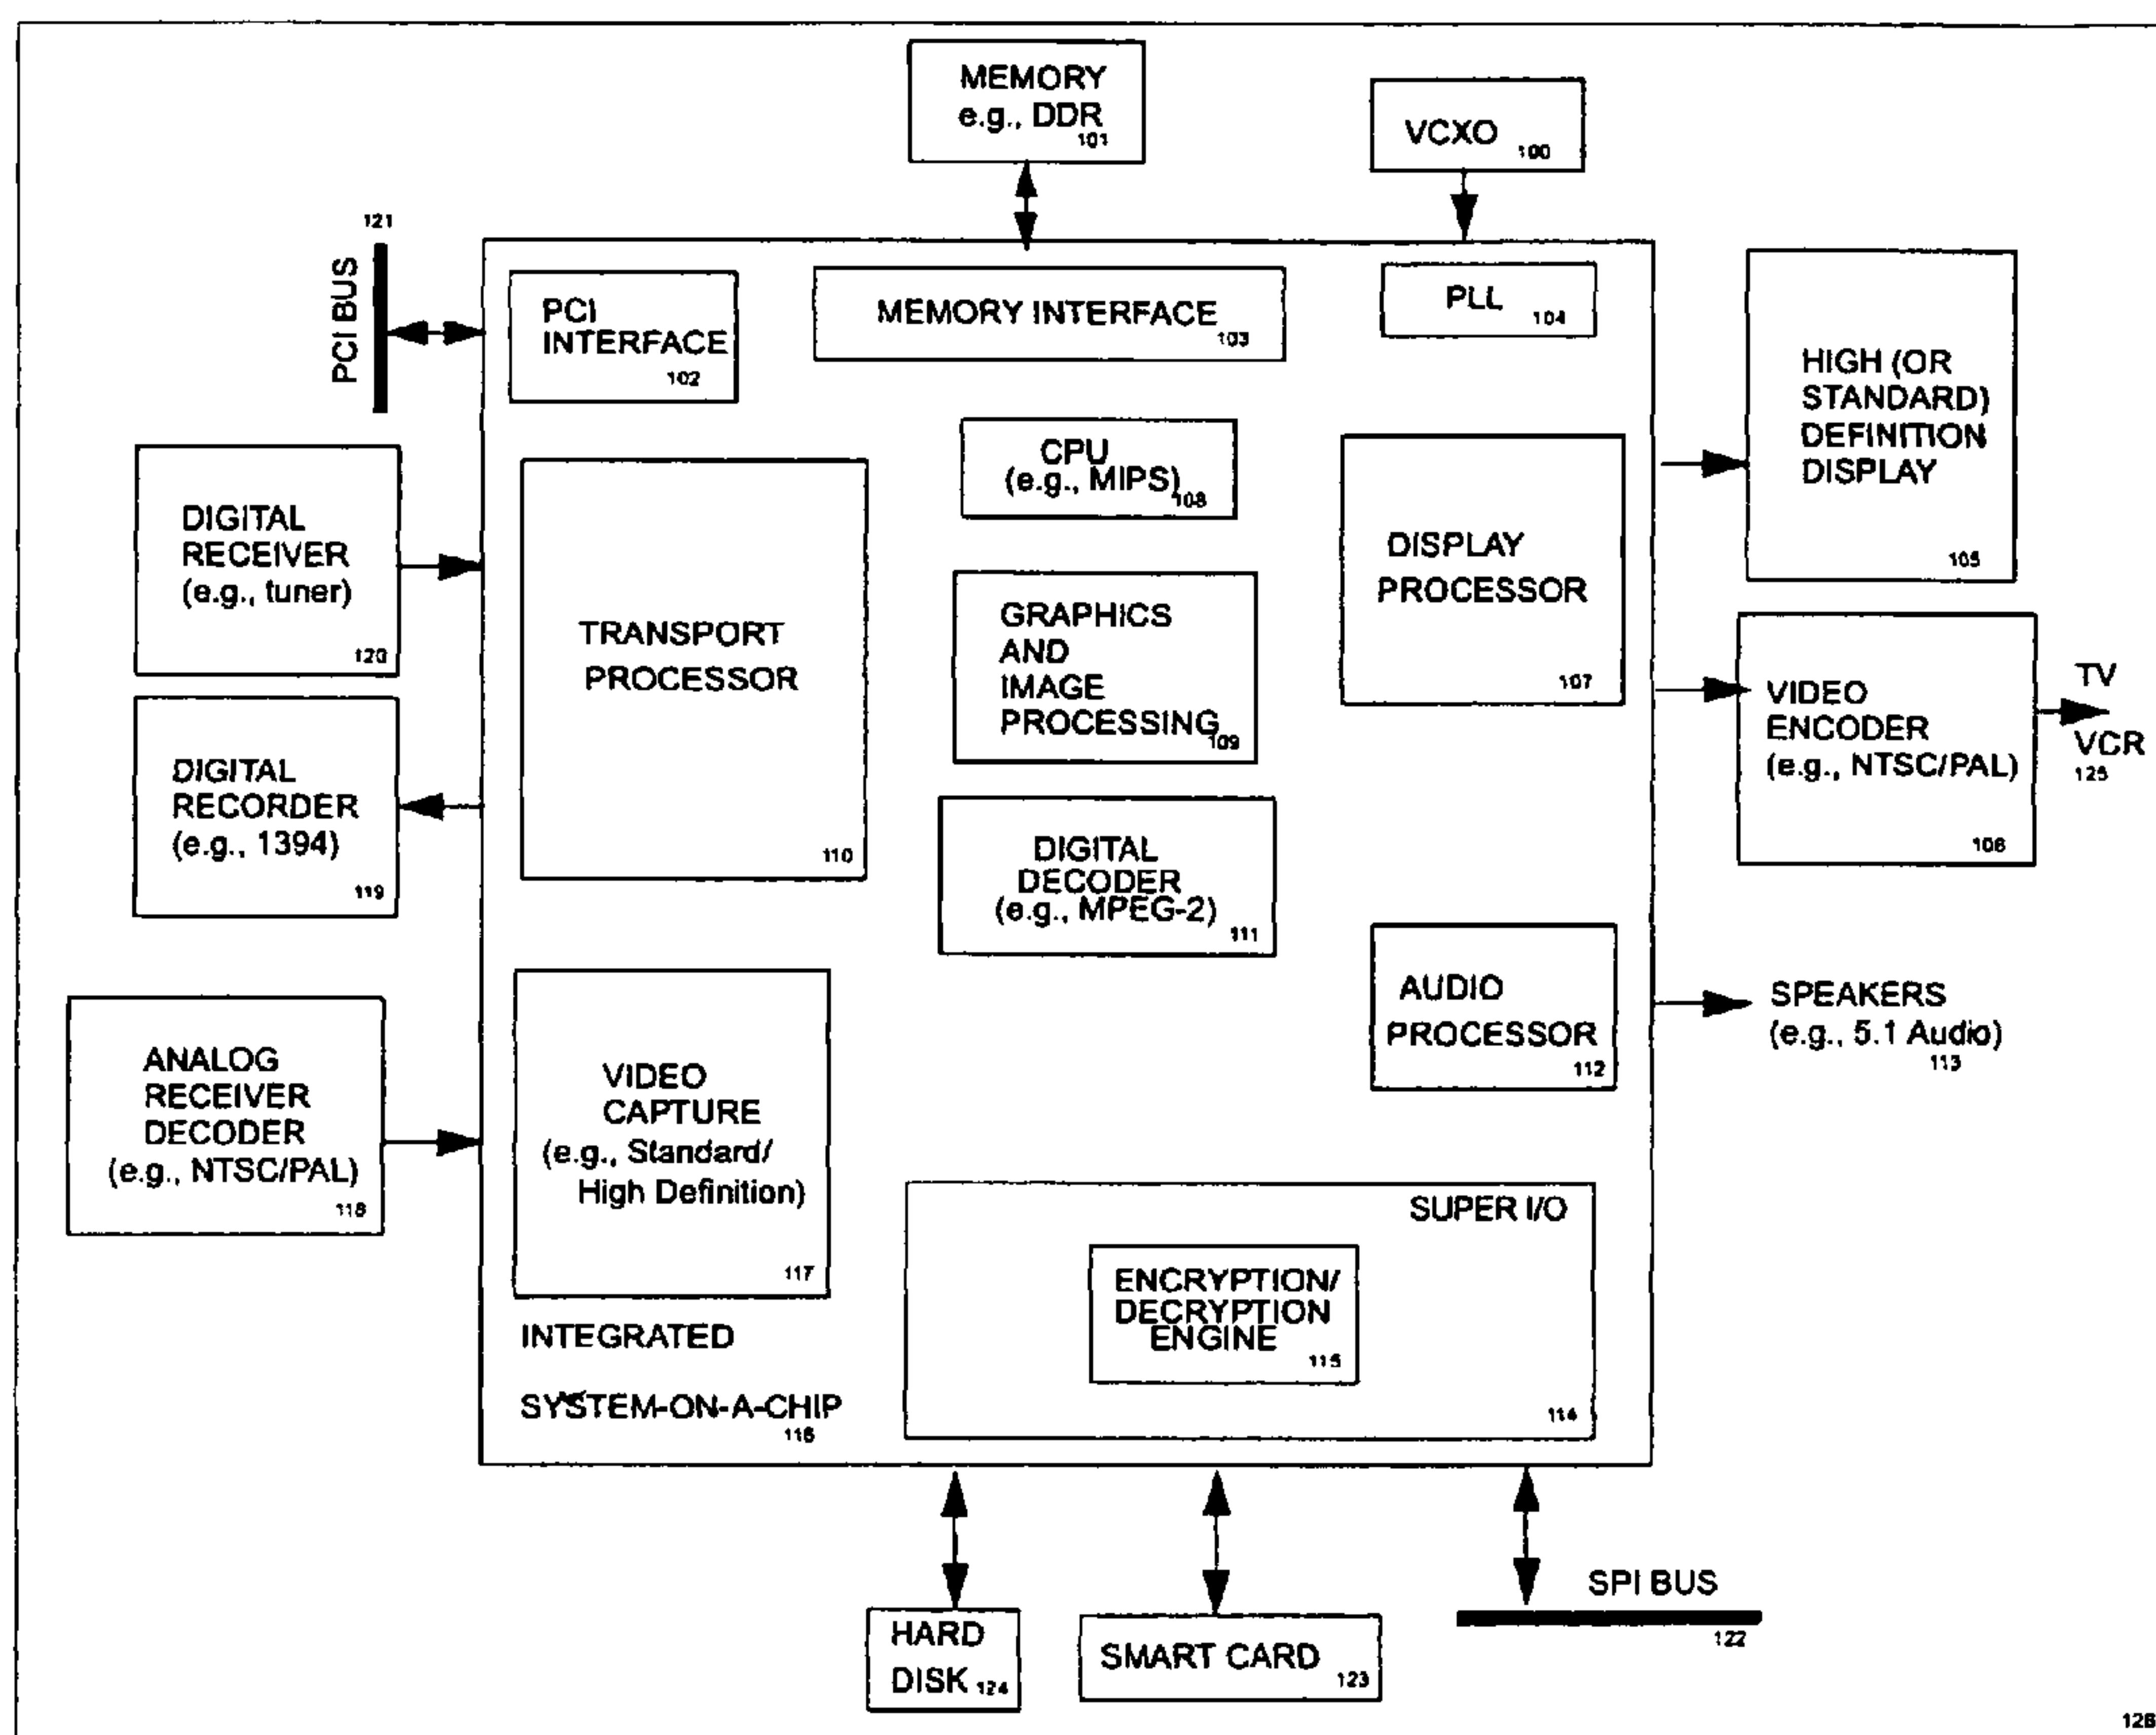 MEMORY
e.g., DDR
101
VCXO 100
121
PCI BUS
PCI
INTERFACE
102
MEMORY INTERFACE
103
PLL
104
HIGH (OR
STANDARD)
DEFINITION
DISPLAY
105
CPU
(e.g., MIPS)
108
DIGITAL
RECEIVER
(e.g., tuner)
120
TRANSPORT
PROCESSOR
110
GRAPHICS
AND
IMAGE
PROCESSING
109
DISPLAY
PROCESSOR
107
VIDEO
ENCODER
(e.g., NTSC/PAL)
106
TV
VCR
125
DIGITAL
RECORDER
(e.g., 1394)
119
DIGITAL
DECODER
(e.g., MPEG-2)
111
AUDIO
PROCESSOR
112
SPEAKERS
(e.g., 5.1 Audio)
113
ANALOG
RECEIVER
DECODER
(e.g., NTSC/PAL)
118
VIDEO
CAPTURE
(e.g., Standard/
High Definition)
117
SUPER I/O
ENCRYPTION/
DECRYPTION
ENGINE
115
114
INTEGRATED
SYSTEM-ON-A-CHIP
116
HARD
DISK 124
SMART CARD
123
SPI BUS
122
126